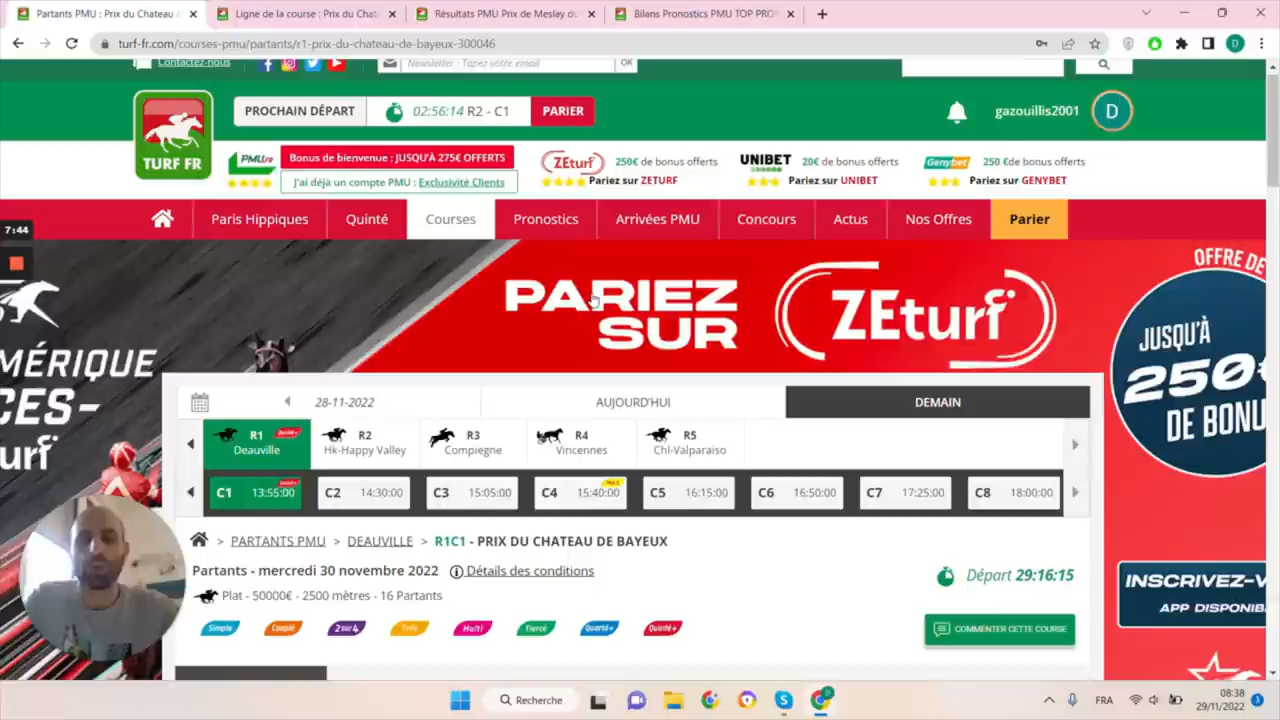 Partants PMU : Prix du Chateau d
Ligne de la course : Prix du Chat
Résultats PMU Prix de Meslay du
Bilans Pronostics PMU TOP PRO
turf-fr.com/courses-pmu/partants/r1-prix-du-chateau-de-bayeux-300046
D
Contactez-nous
Newsletter : Tapez votre email
OK
TURF FR
PROCHAIN DÉPART
02:56:14 R2 - C1
PARIER
gazouillis2001
D
PMU.FR
Bonus de bienvenue : JUSQU'À 275€ OFFERTS
J'ai déjà un compte PMU : Exclusivité Clients
ZEturf
250€ de bonus offerts
Pariez sur ZETURF
UNIBET
20€ de bonus offerts
Pariez sur UNIBET
Genybet
250 €de bonus offerts
Pariez sur GENYBET
7:44
Paris Hippiques
Quinté
Courses
Pronostics
Arrivées PMU
Concours
Actus
Nos Offres
Parier
MÉRIQUE
CES-
urf
PARIEZ
SUR
ZEturf
OFFRE DE
JUSQU'À
250€
DE BONU
INSCRIVEZ-V
APP DISPONIB
28-11-2022
AUJOURD'HUI
DEMAIN
R1
Deauville
R2
Hk-Happy Valley
R3
Compiegne
R4
Vincennes
R5
Chl-Valparaiso
C1 13:55:00
C2 14:30:00
C3 15:05:00
C4 15:40:00
C5 16:15:00
C6 16:50:00
C7 17:25:00
C8 18:00:00
> PARTANTS PMU > DEAUVILLE > R1C1 - PRIX DU CHATEAU DE BAYEUX
Partants - mercredi 30 novembre 2022
Détails des conditions
Plat - 50000€ - 2500 mètres - 16 Partants
Départ 29:16:15
Simple
Couplé
2sur4
Trio
Multi
Tiercé
Quarté+
Quinté+
COMMENTER CETTE COURSE
Recherche
FRA
08:38
29/11/2022